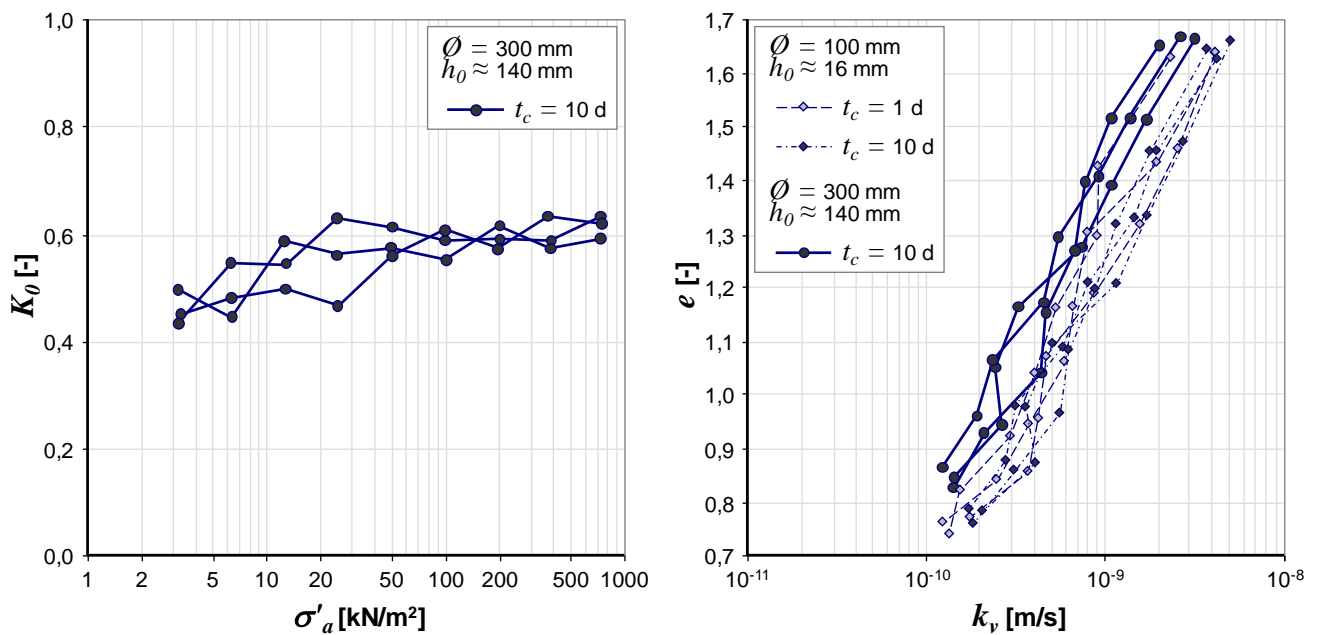 1,0
0,8
0,6
0,4
0,2
0,0
K0 [-]
Ø = 300 mm
h0 ≈ 140 mm
tc = 10 d
1 2 5 10 20 50 100 200 500 1000
σ'a [kN/m²]
1,7
1,6
1,5
1,4
1,3
1,2
1,1
1,0
0,9
0,8
0,7
e [-]
Ø = 100 mm
h0 ≈ 16 mm
tc = 1 d
tc = 10 d
Ø = 300 mm
h0 ≈ 140 mm
tc = 10 d
10-11 10-10 10-9 10-8
kv [m/s]